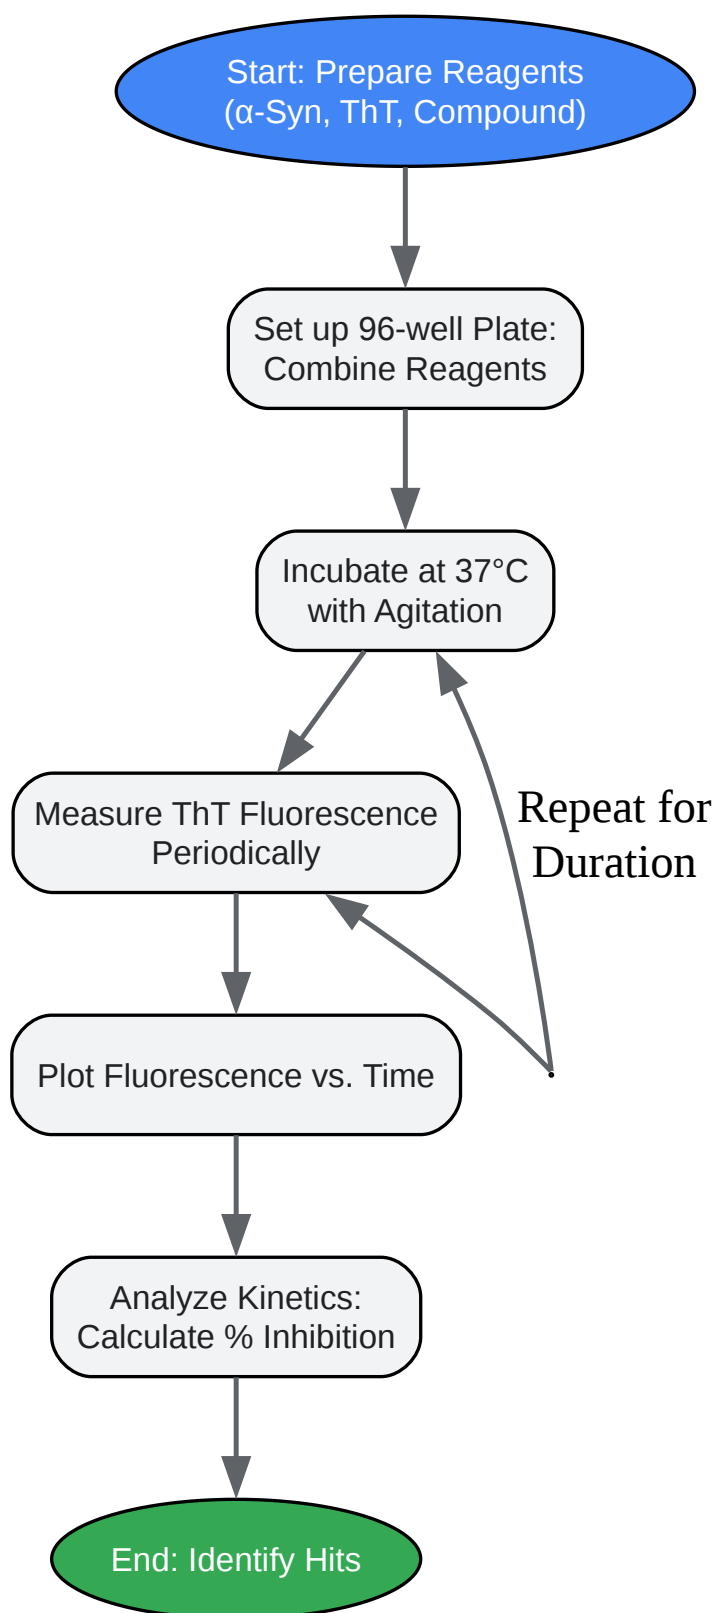 Start: Prepare Reagents
(α-Syn, ThT, Compound)
Set up 96-well Plate:
Combine Reagents
Incubate at 37°C
with Agitation
Measure ThT Fluorescence
Periodically
Repeat for
Duration
Plot Fluorescence vs. Time
Analyze Kinetics:
Calculate % Inhibition
End: Identify Hits